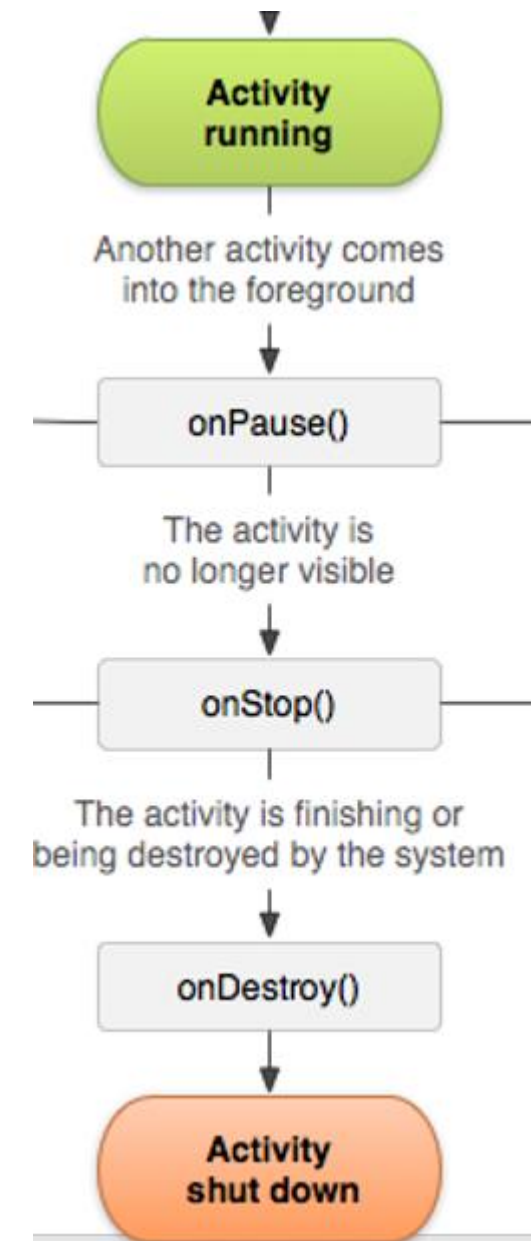 Activity
running
Another activity comes
into the foreground
onPause()
The activity is
no longer visible
onStop()
The activity is finishing or
being destroyed by the system
onDestroy()
Activity
shut down